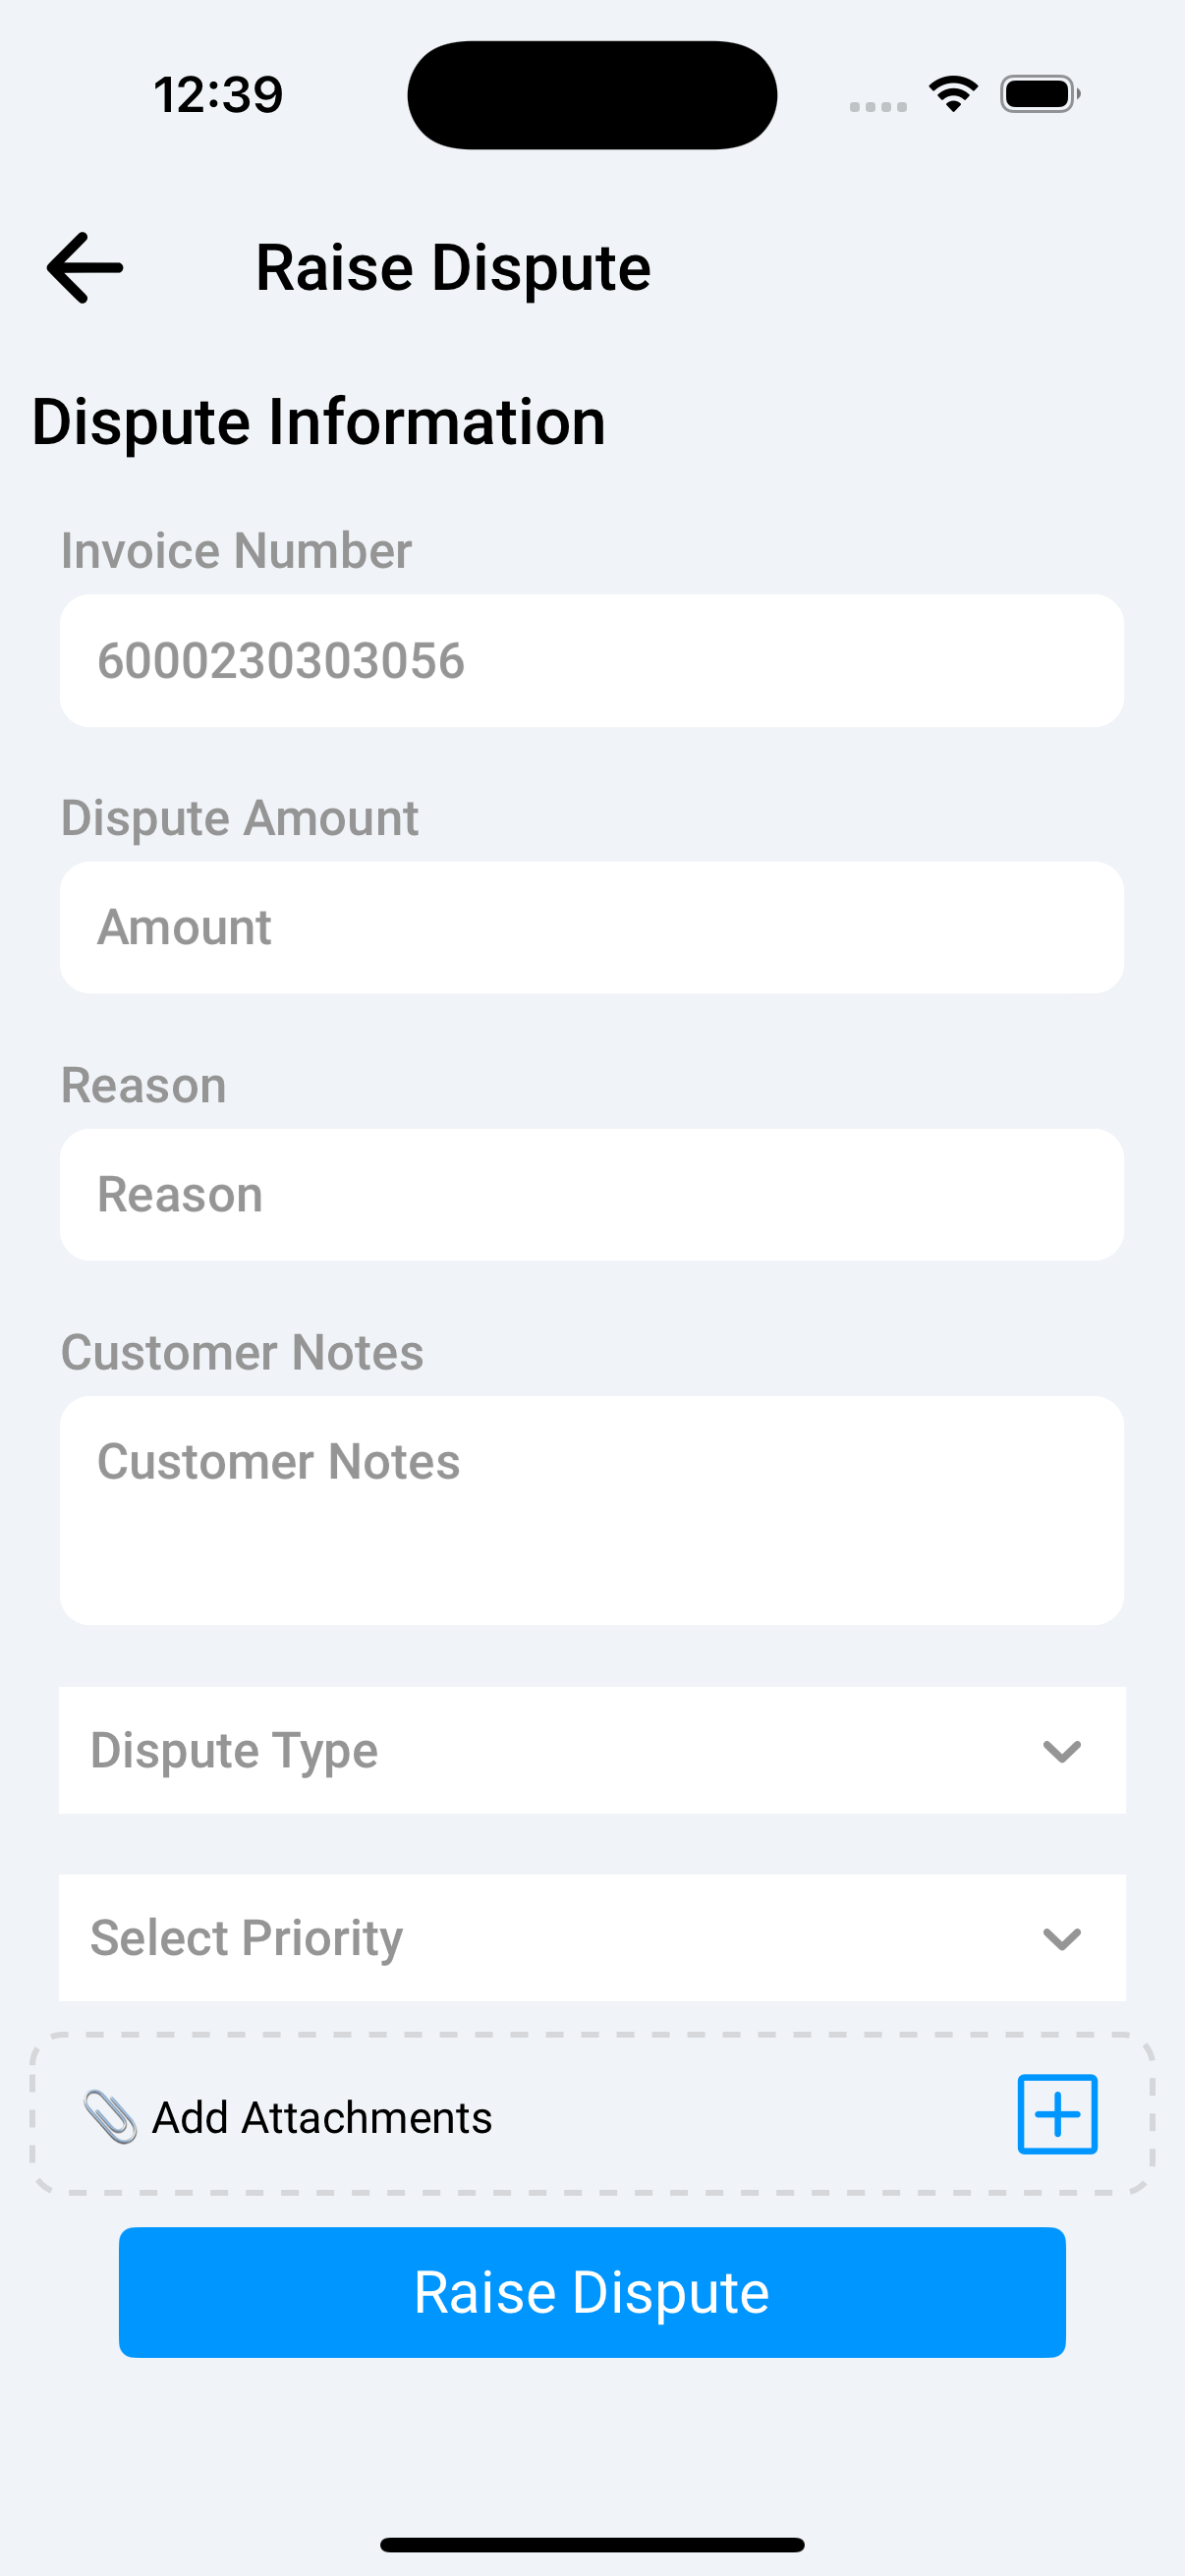 12:39
Raise Dispute
Dispute Information
Invoice Number
6000230303056
Dispute Amount
Amount
Reason
Reason
Customer Notes
Customer Notes
Dispute Type
Select Priority
Add Attachments
Raise Dispute